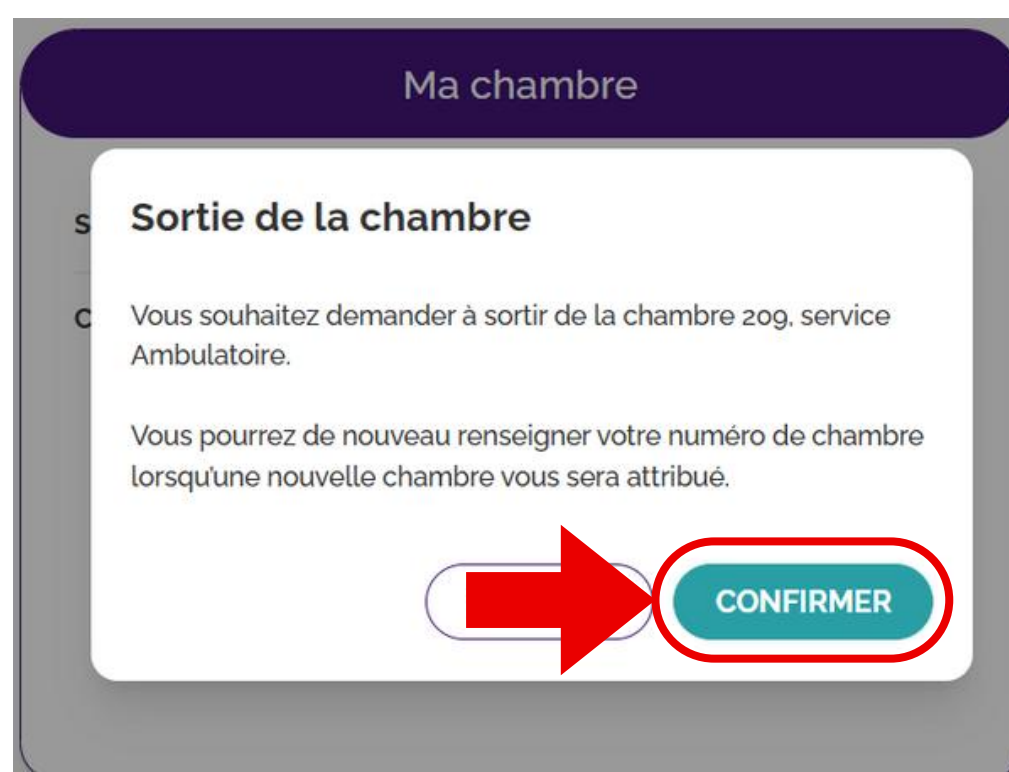 Ma chambre
S
Sortie de la chambre
C
Vous souhaitez demander à sortir de la chambre 209, service
Ambulatoire.
Vous pourrez de nouveau renseigner votre numéro de chambre
lorsqu'une nouvelle chambre vous sera attribué.
CONFIRMER